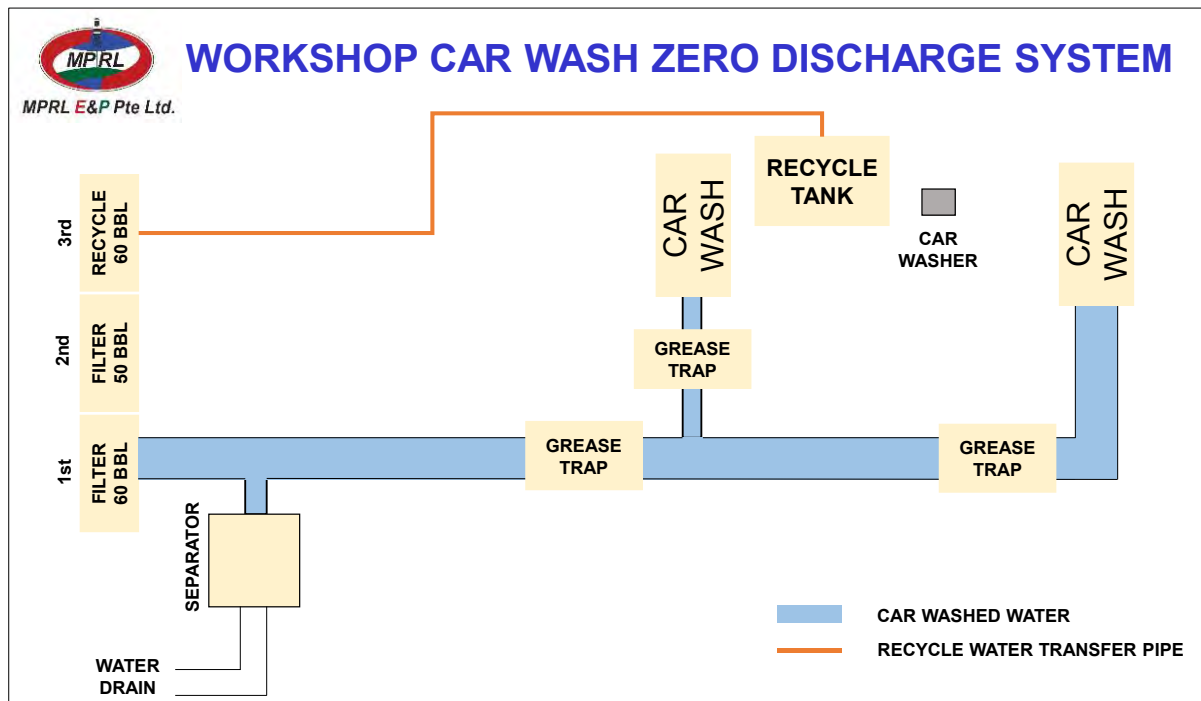 MPRL
MPRL E&P Pte Ltd.
WORKSHOP CAR WASH ZERO DISCHARGE SYSTEM
3rd
RECYCLE
60 BBL
2nd
FILTER
50 BBL
1st
FILTER
60 BBL
CAR
WASH
RECYCLE
TANK
CAR
WASHER
CAR
WASH
GREASE
TRAP
GREASE
TRAP
GREASE
TRAP
SEPARATOR
WATER
DRAIN
CAR WASHED WATER
RECYCLE WATER TRANSFER PIPE